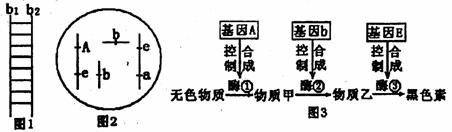 b₁ b₂
图1
A
b
e
e
b
a
图2
基因A
基因b
基因E
控合
制成
控合
制成
控合
制成
酶①
酶②
酶③
无色物质
物质甲
物质乙
黑色素
图3